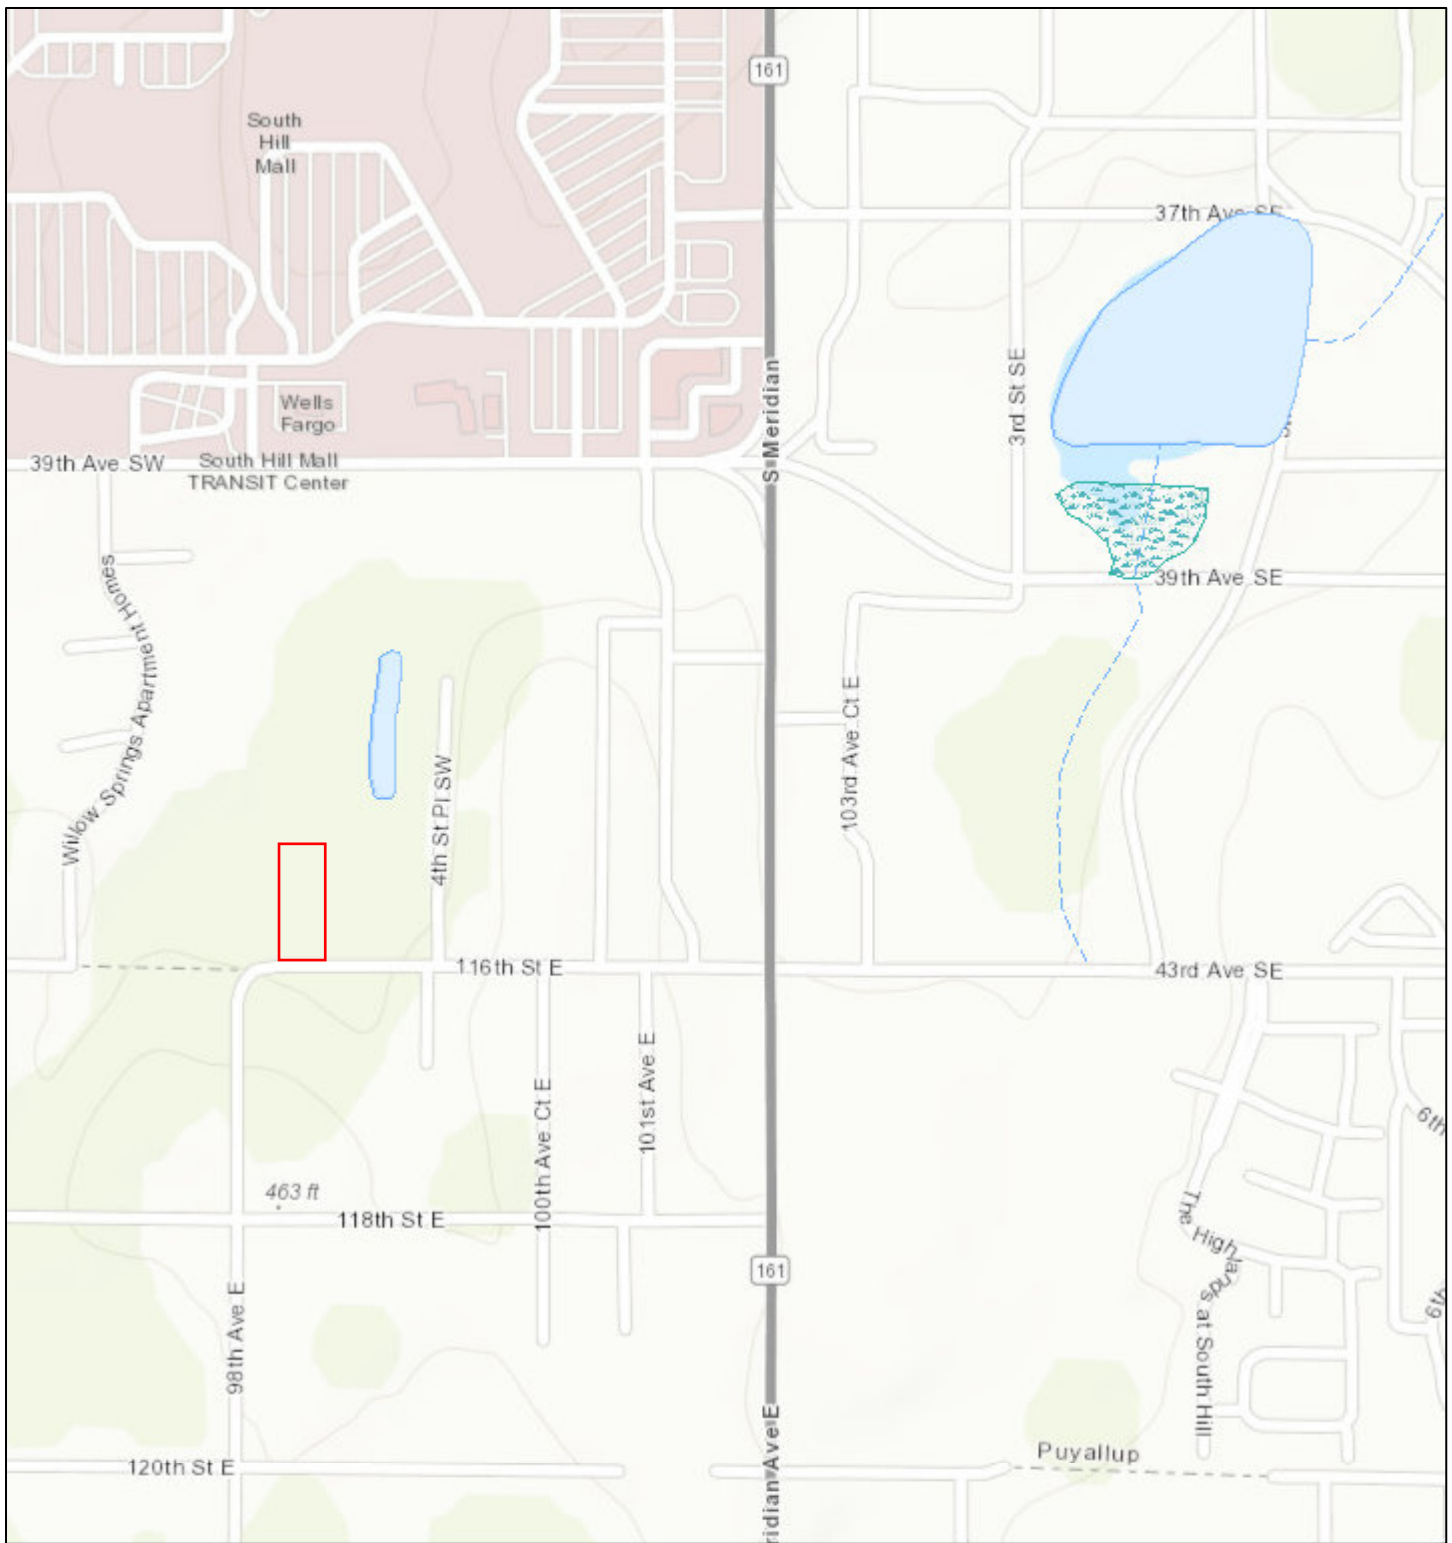 161
South
Hill
Mall
37th Ave SE
S Meridian
3rd St SE
Wells
Fargo
39th Ave SW
South Hill Mall
TRANSIT Center
39th Ave SE
Willow Springs Apartment Homes
4th St Pl SW
103rd Ave Ct E
116th St E
43rd Ave SE
101st Ave E
100th Ave Ct E
6th
463 ft
118th St E
The Highlands at South Hill
161
98th Ave E
ridian Ave E
Puyallup
120th St E